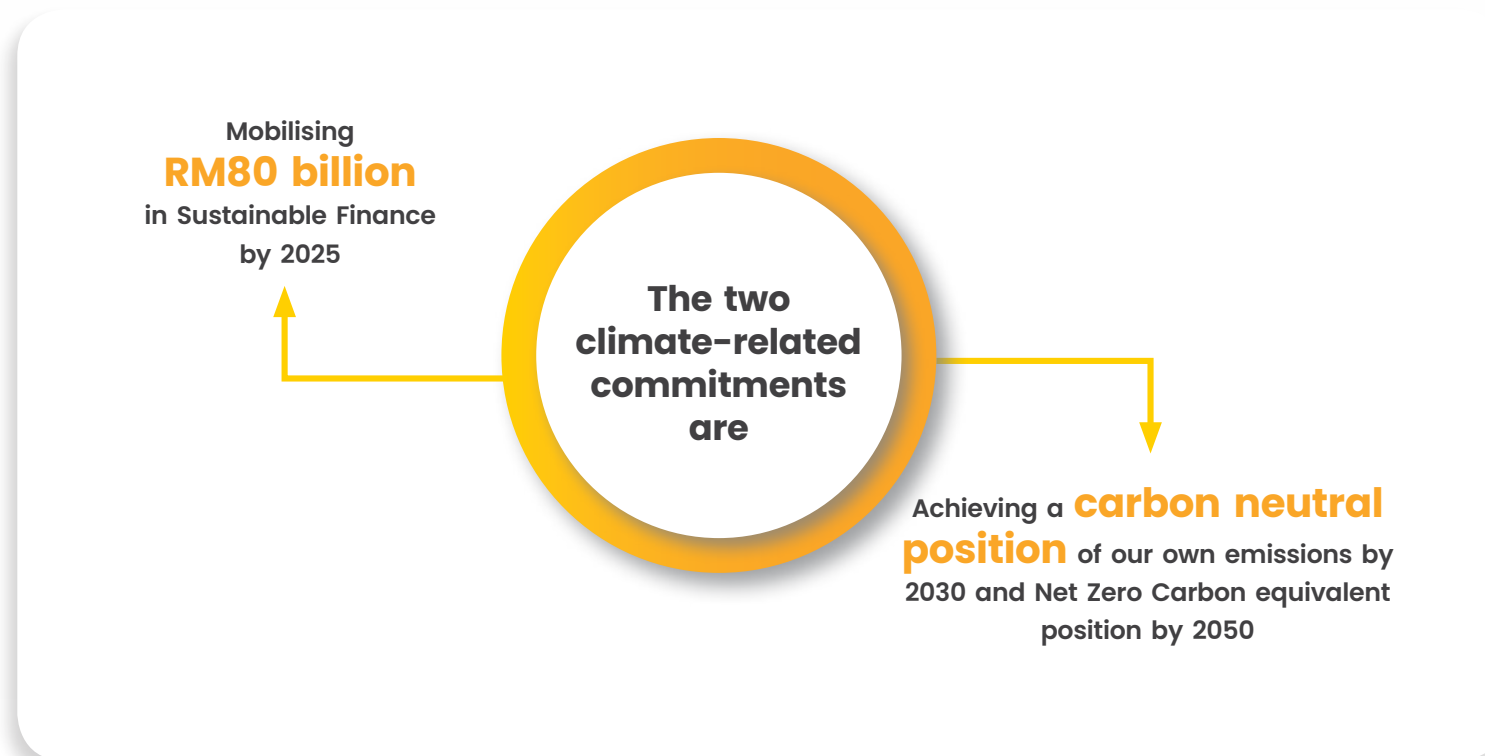 Mobilising
RM80 billion
in Sustainable Finance
by 2025
The two
climate-related
commitments
are
Achieving a carbon neutral
position of our own emissions by
2030 and Net Zero Carbon equivalent
position by 2050